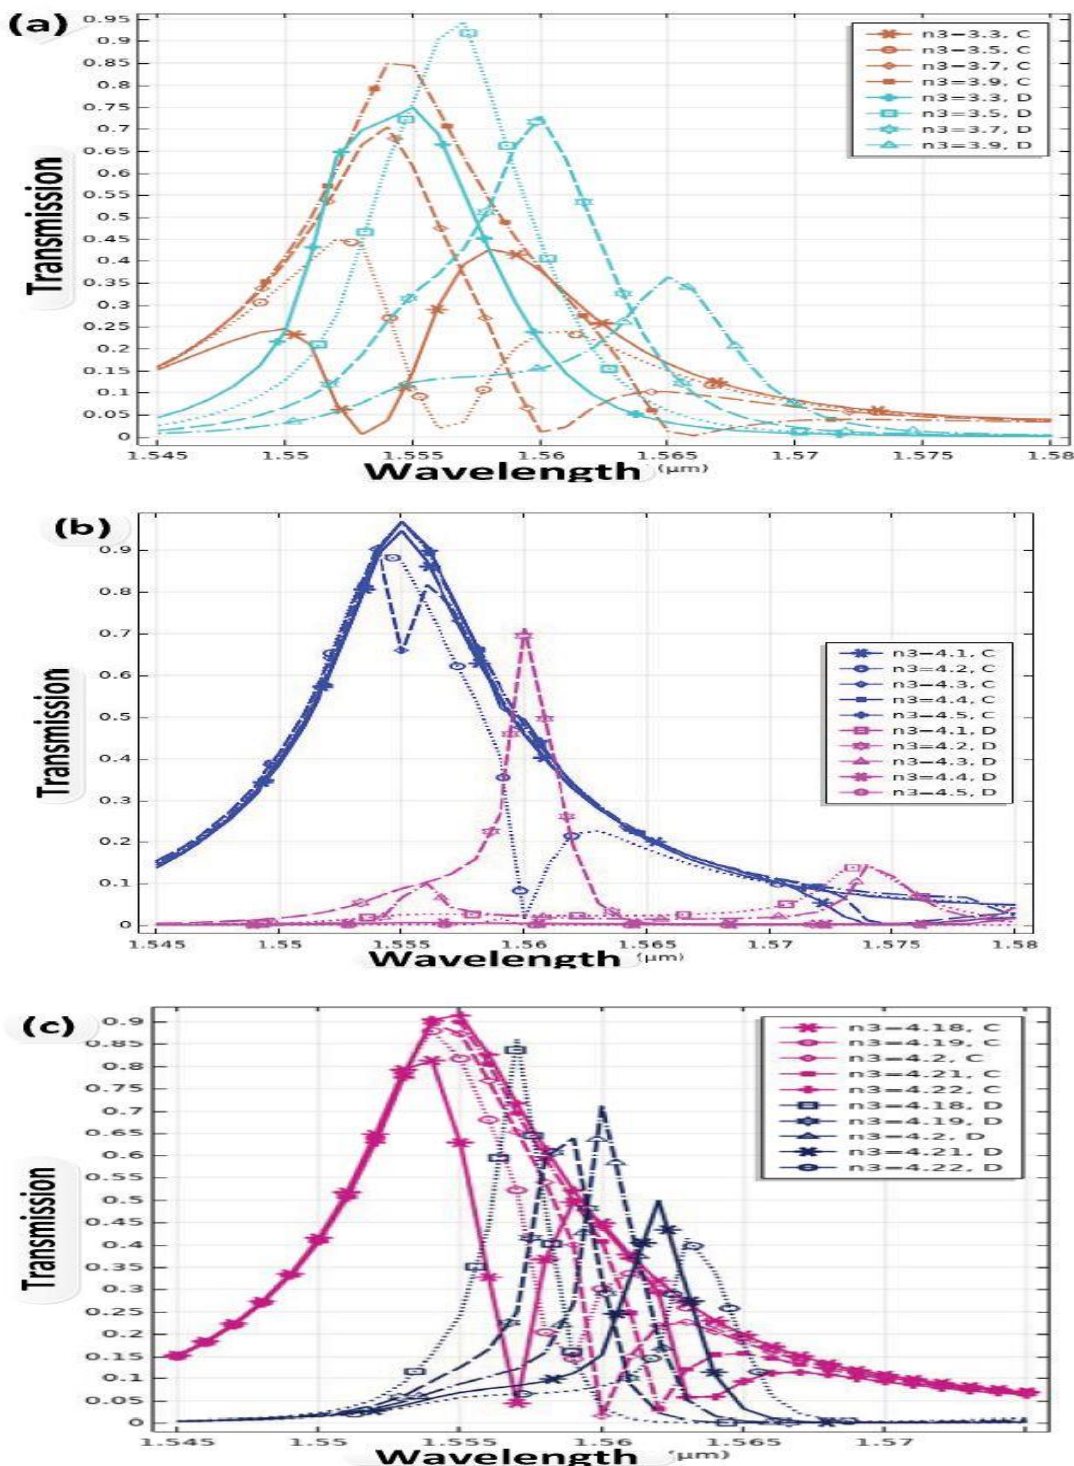 (a)
Transmission
0.95
0.9
0.85
0.75
0.7
0.65
0.55
0.5
0.45
0.4
0.35
0.3
0.25
0.2
0.15
0.1
0.05
0
1.545
1.55
1.555
1.56
1.565
1.57
1.575
1.58
Wavelength (μm)
n3=3.3, C
n3=3.5, C
n3=3.7, C
n3=3.9, C
n3=3.3, D
n3=3.5, D
n3=3.7, D
n3=3.9, D
(b)
Transmission
0.9
0.8
0.7
0.6
0.5
0.4
0.3
0.2
0.1
0
1.545
1.55
1.555
1.56
1.565
1.57
1.575
1.58
Wavelength (μm)
n3=4.1, C
n3=4.2, C
n3=4.3, C
n3=4.4, C
n3=4.5, C
n3=4.1, D
n3=4.2, D
n3=4.3, D
n3=4.4, D
n3=4.5, D
(c)
Transmission
0.9
0.85
0.8
0.75
0.7
0.65
0.55
0.5
0.45
0.4
0.35
0.3
0.25
0.2
0.15
0.1
0.05
0
1.545
1.55
1.555
1.56
1.565
1.57
Wavelength (μm)
n3=4.18, C
n3=4.19, C
n3=4.2, C
n3=4.21, C
n3=4.22, C
n3=4.18, D
n3=4.19, D
n3=4.2, D
n3=4.21, D
n3=4.22, D